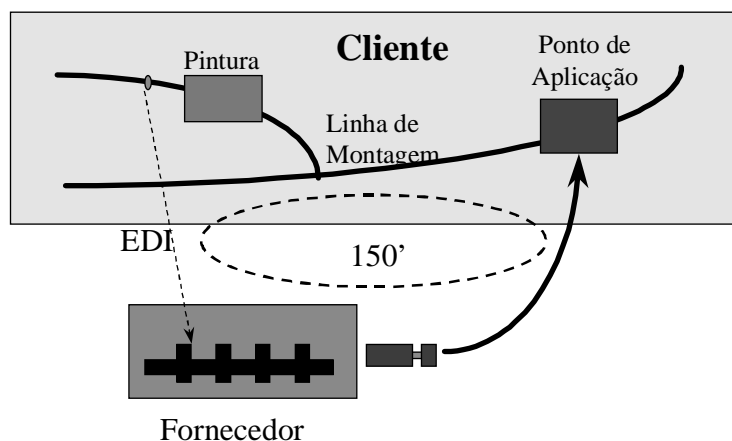 Cliente
Pintura
Ponto de
Aplicação
Linha de
Montagem
EDI
150’
Fornecedor